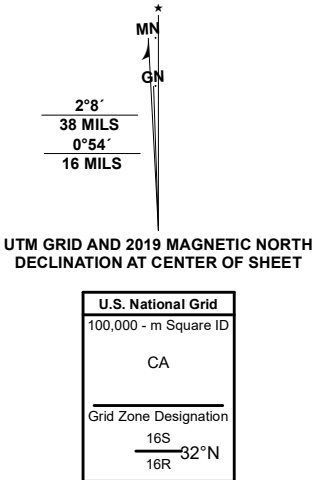 ★
MN
GN
2°8´
38 MILS
0°54´
16 MILS
UTM GRID AND 2019 MAGNETIC NORTH
DECLINATION AT CENTER OF SHEET
U.S. National Grid
100,000 - m Square ID
CA
Grid Zone Designation
16S
32°N
16R